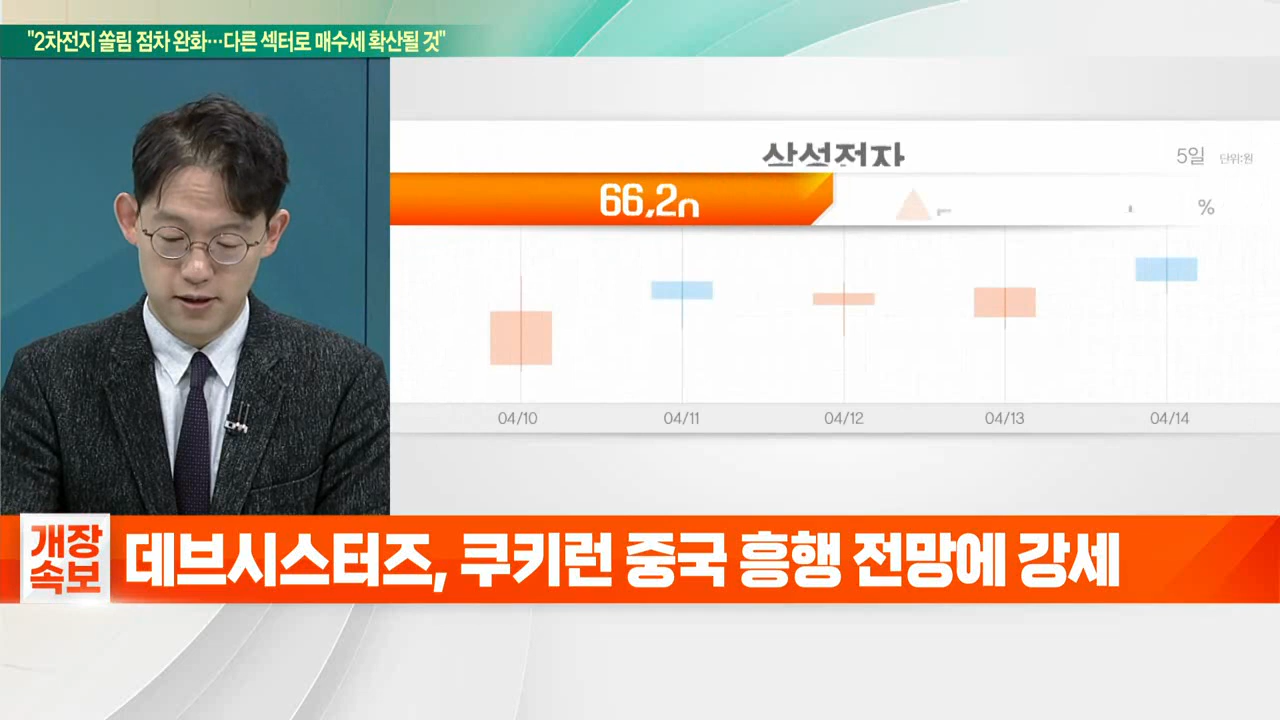 "2차전지 쏠림 점차 완화…다른 섹터로 매수세 확산될 것"
삼성전자
5일
단위:원
%
04/10
04/11
04/12
04/13
04/14
개장
속보
데브시스터즈, 쿠키런 중국 흥행 전망에 강세